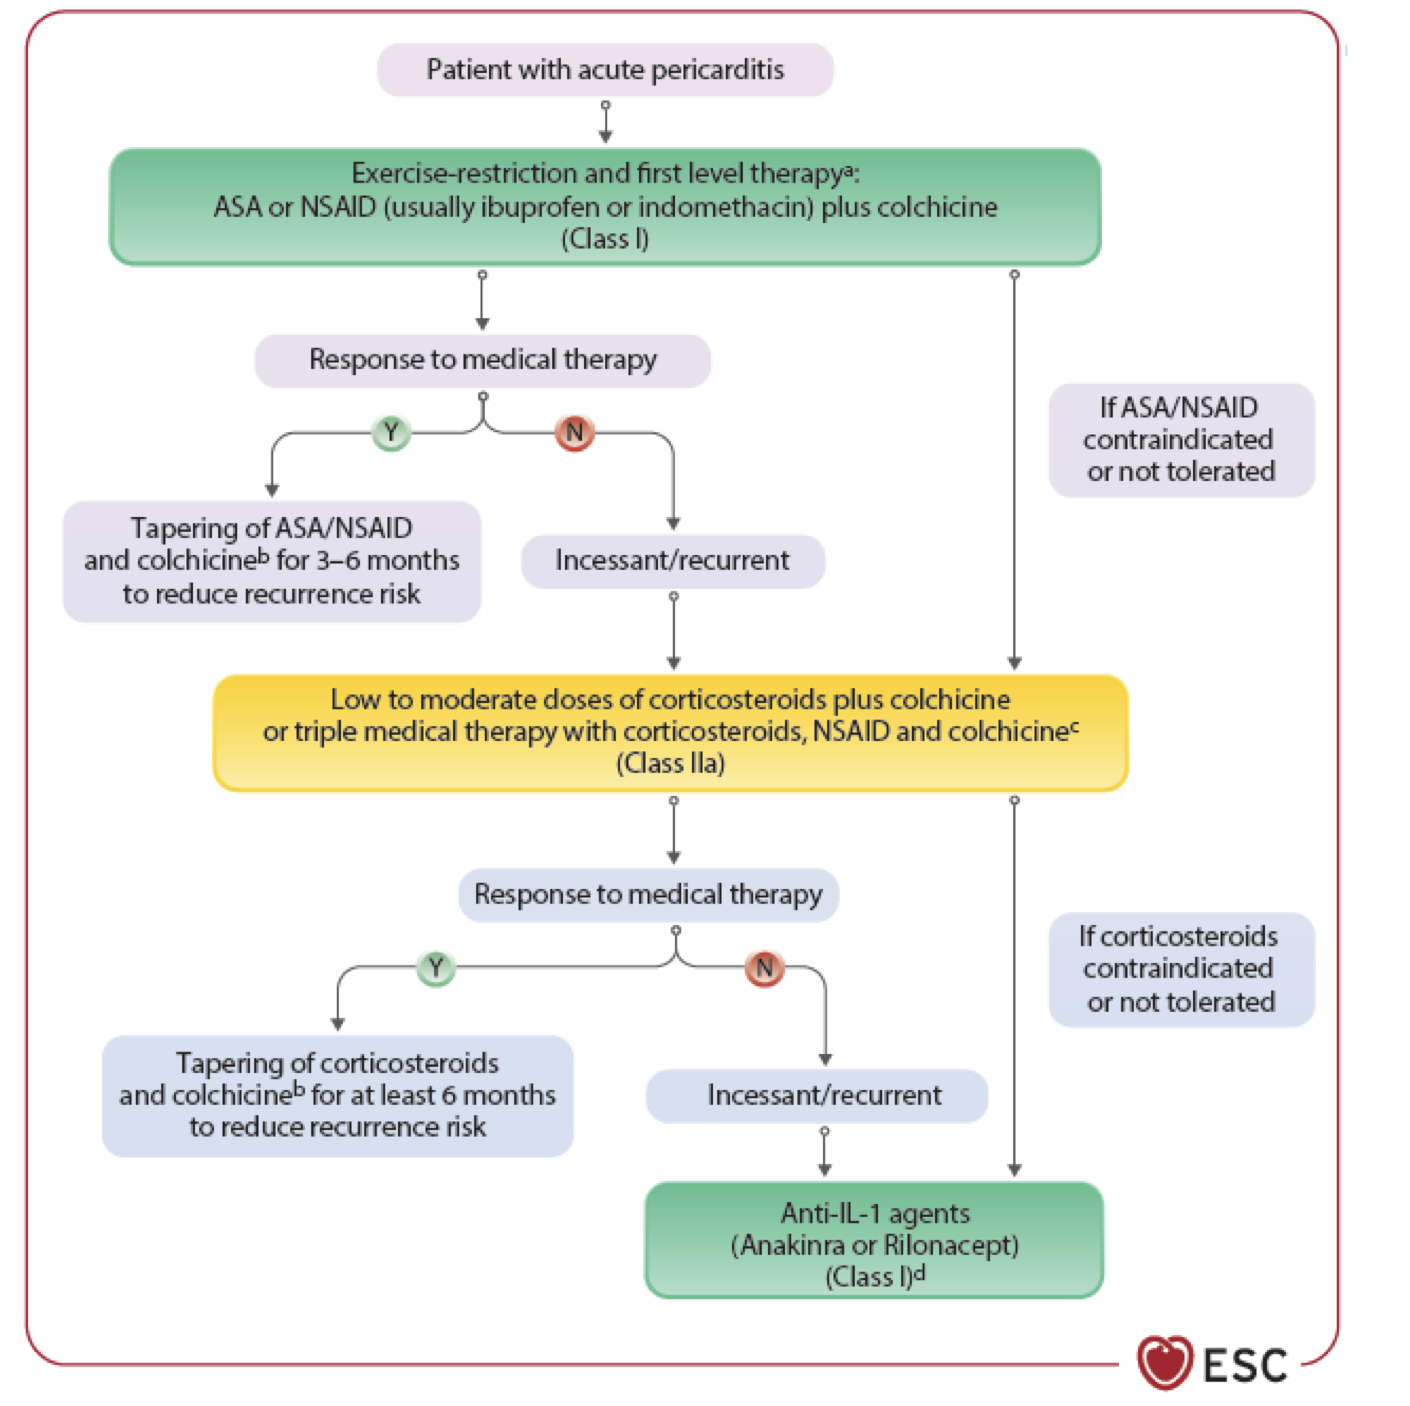 Patient with acute pericarditis
Exercise-restriction and first level therapyᵃ:
ASA or NSAID (usually ibuprofen or indomethacin) plus colchicine
(Class I)
Response to medical therapy
Y
N
If ASA/NSAID
contraindicated
or not tolerated
Tapering of ASA/NSAID
and colchicineᵇ for 3–6 months
to reduce recurrence risk
Incessant/recurrent
Low to moderate doses of corticosteroids plus colchicine
or triple medical therapy with corticosteroids, NSAID and colchicineᶜ
(Class IIa)
Response to medical therapy
Y
N
If corticosteroids
contraindicated
or not tolerated
Tapering of corticosteroids
and colchicineᵇ for at least 6 months
to reduce recurrence risk
Incessant/recurrent
Anti-IL-1 agents
(Anakinra or Rilonacept)
(Class I)ᵈ
ESC